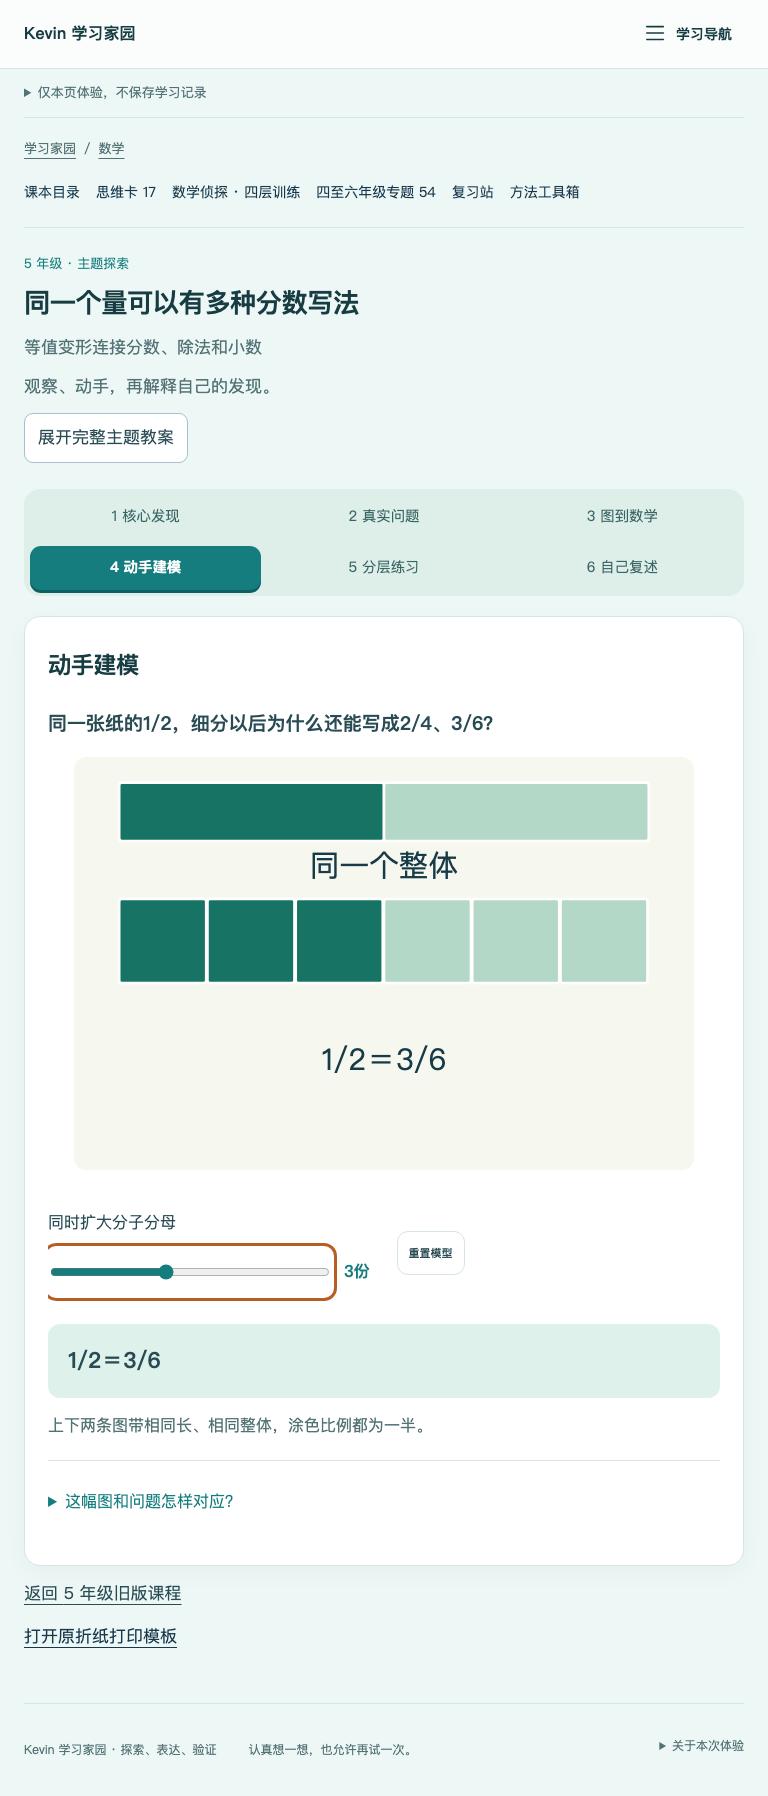 Kevin 学习家园
学习导航
仅本页体验，不保存学习记录
学习家园 / 数学
课本目录 思维卡 17 数学侦探 · 四层训练 四至六年级专题 54 复习站 方法工具箱
5 年级 · 主题探索
同一个量可以有多种分数写法
等值变形连接分数、除法和小数
观察、动手，再解释自己的发现。
展开完整主题教案
1 核心发现 2 真实问题 3 图到数学
4 动手建模 5 分层练习 6 自己复述
动手建模
同一张纸的1/2，细分以后为什么还能写成2/4、3/6？
同一个整体
1/2＝3/6
同时扩大分子分母
3份
重置模型
1/2＝3/6
上下两条图带相同长、相同整体，涂色比例都为一半。
这幅图和问题怎样对应？
返回 5 年级旧版课程
打开原折纸打印模板
Kevin 学习家园 · 探索、表达、验证 认真想一想，也允许再试一次。 关于本次体验